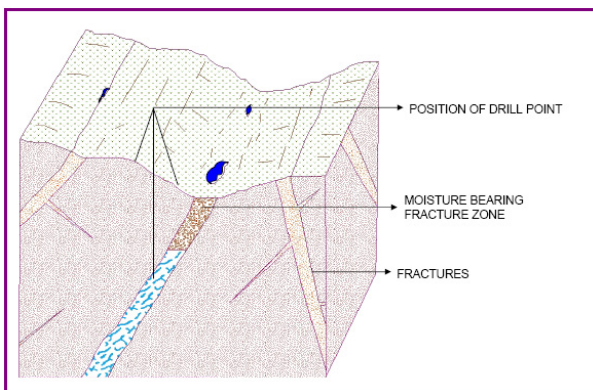 POSITION OF DRILL POINT
MOISTURE BEARING
FRACTURE ZONE
FRACTURES